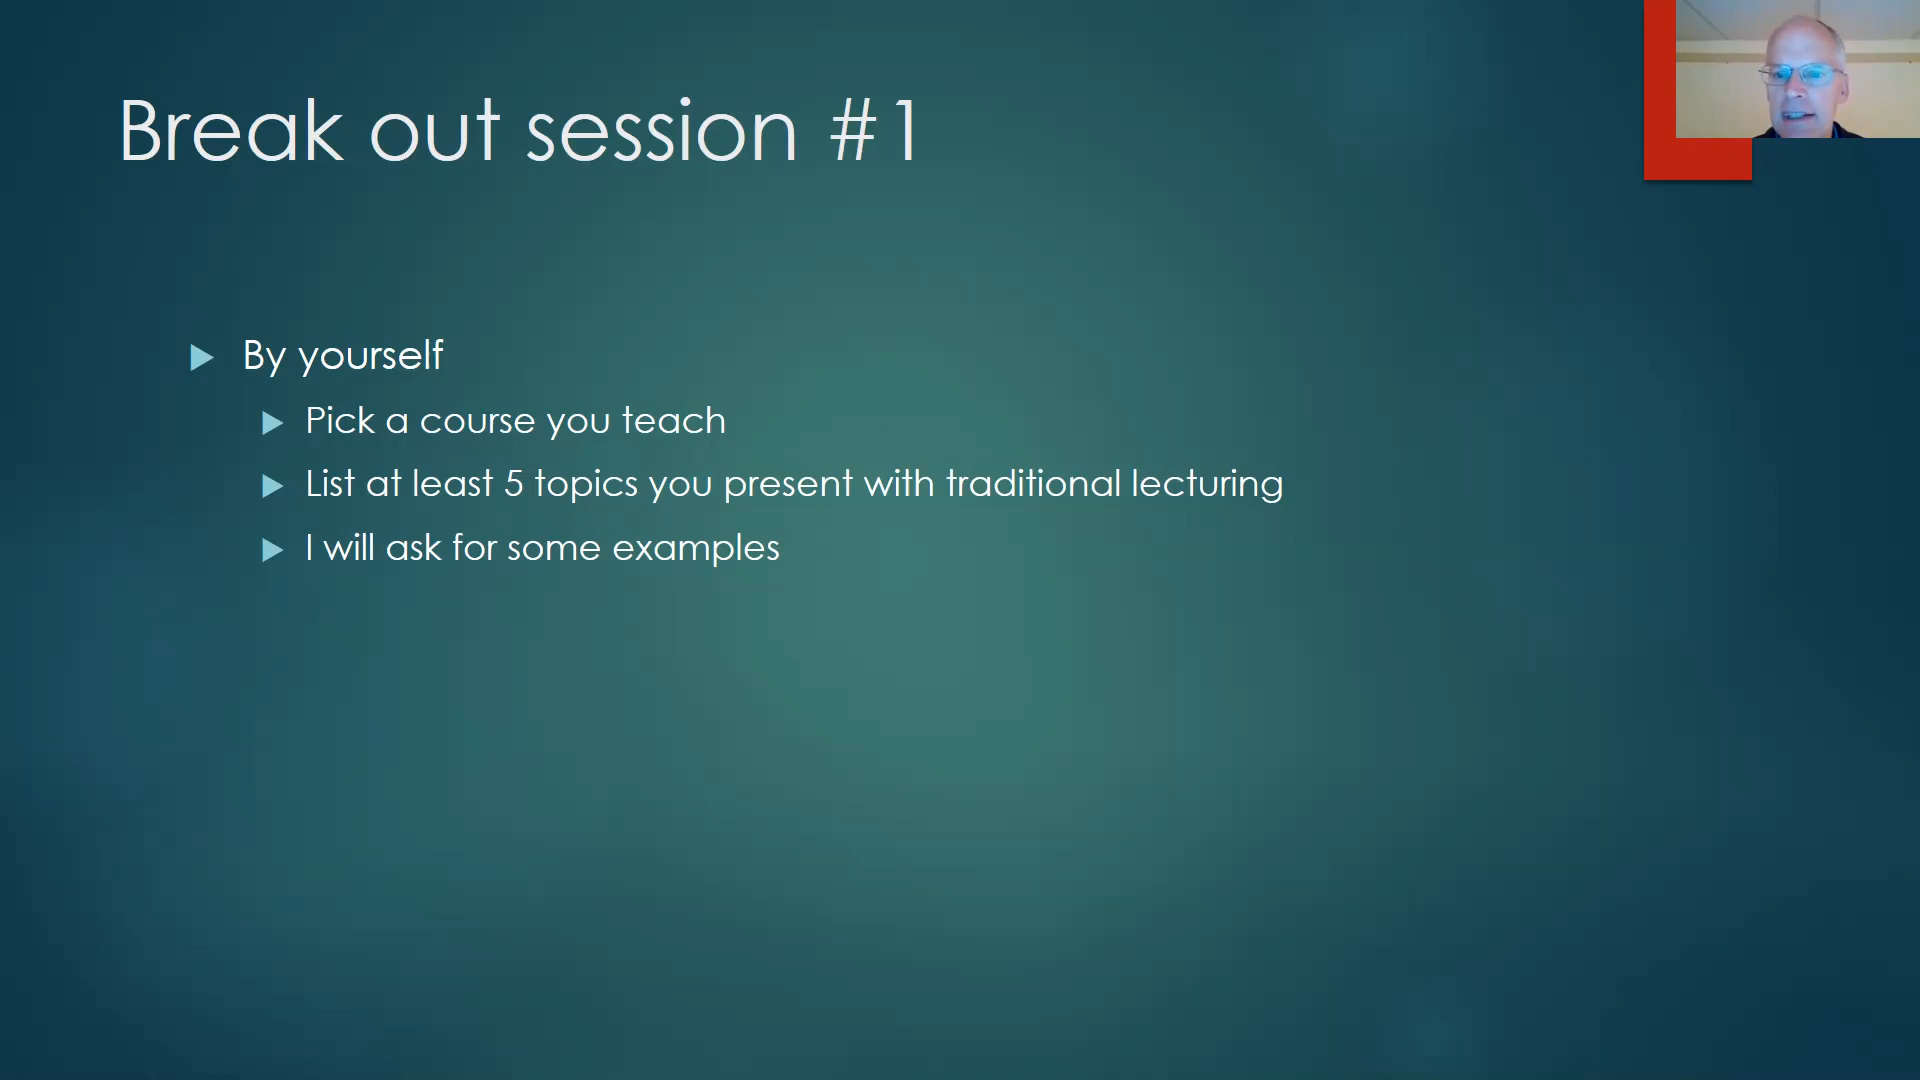 Break out session #1
By yourself
Pick a course you teach
List at least 5 topics you present with traditional lecturing
I will ask for some examples